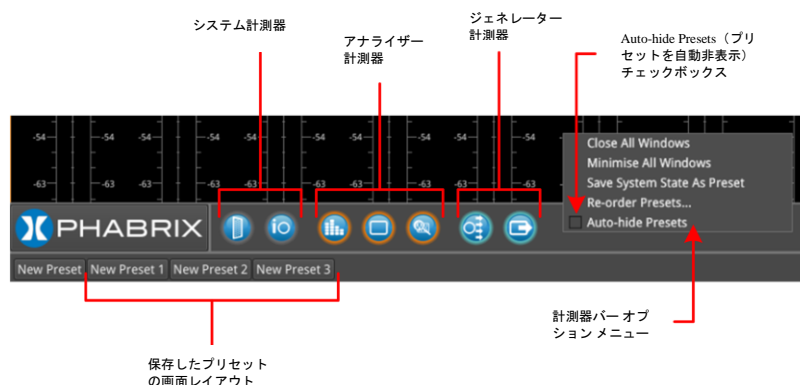 システム計測器
アナライザー
計測器
ジェネレーター
計測器
Auto-hide Presets（プリ
セットを自動非表示）
チェックボックス
-54 -54 -54 -54 -54 -54 -54 -54 -54
-63 -63 -63 -63 -63 -63 -63 -63 -63
Close All Windows
Minimise All Windows
Save System State As Preset
Re-order Presets...
Auto-hide Presets
PHABRIX
iO
New Preset New Preset 1 New Preset 2 New Preset 3
計測器バー オプ
ション メニュー
保存したプリセット
の画面レイアウト